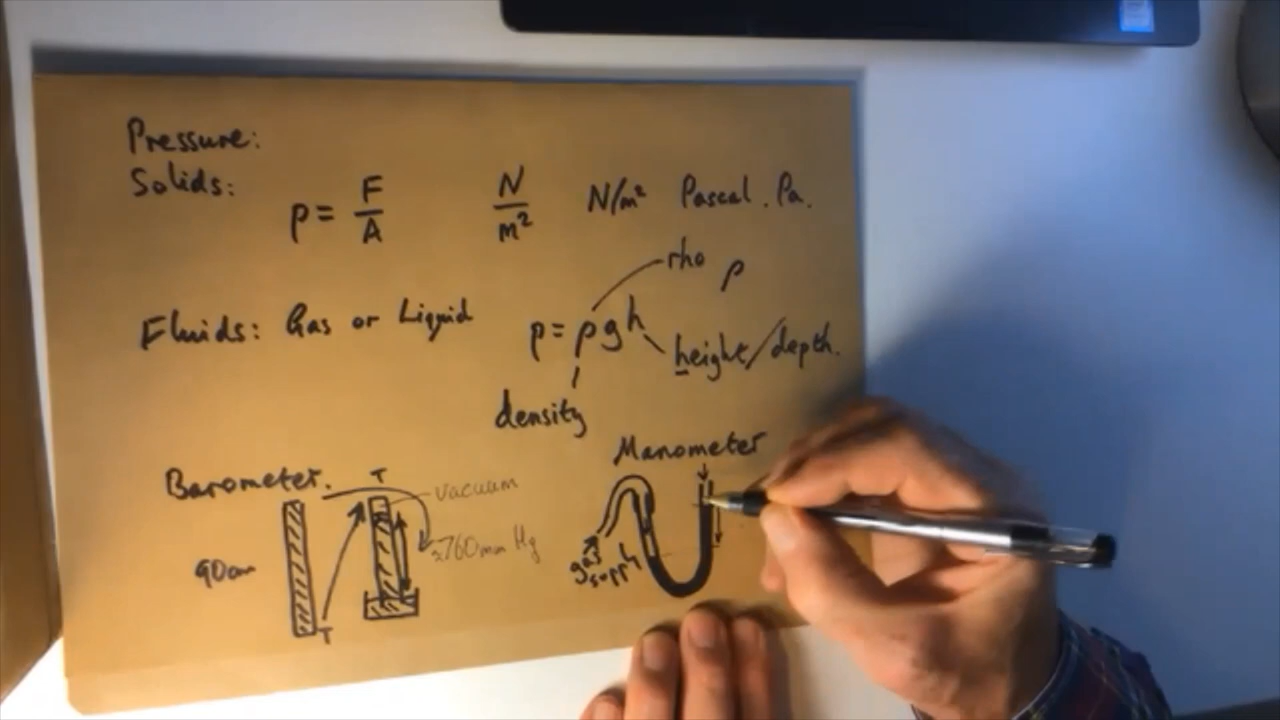 Pressure:
Solids:
p = F/A N/m² N/m² Pascal. Pa.
rho ρ
Fluids: Gas or Liquid p = ρgh
height/depth.
density
Manometer
Barometer. T
vacuum
90cm ≈760mm Hg
gas
supply
T